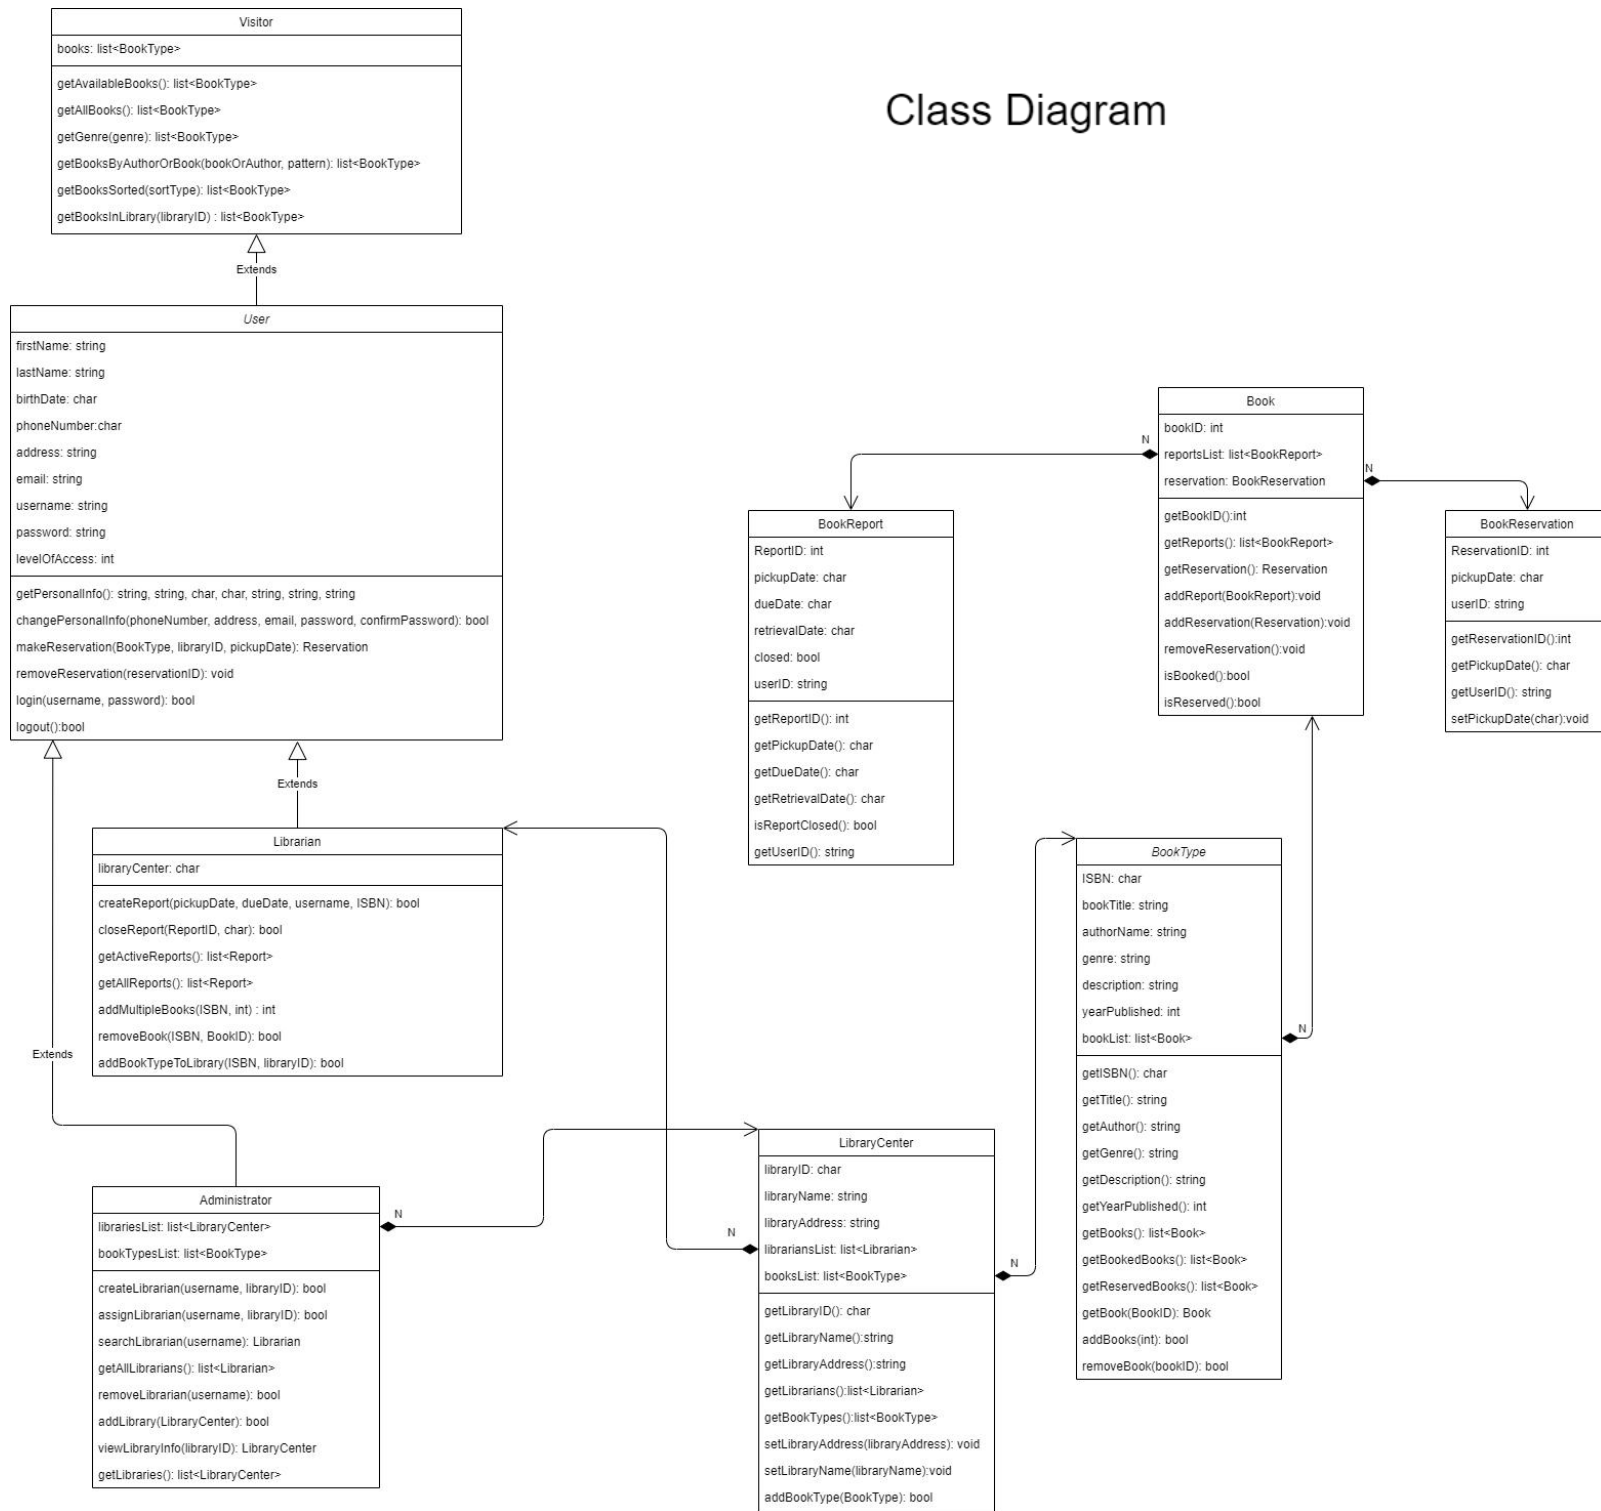 Class Diagram
Visitor
books: list<BookType>
getAvailableBooks(): list<BookType>
getAllBooks(): list<BookType>
getGenre(genre): list<BookType>
getBooksByAuthorOrBook(bookOrAuthor, pattern): list<BookType>
getBooksSorted(sortType): list<BookType>
getBooksInLibrary(libraryID) : list<BookType>
Extends
User
firstName: string
lastName: string
birthDate: char
phoneNumber:char
address: string
email: string
username: string
password: string
levelOfAccess: int
getPersonalInfo(): string, string, char, char, string, string, string
changePersonalInfo(phoneNumber, address, email, password, confirmPassword): bool
makeReservation(BookType, libraryID, pickupDate): Reservation
removeReservation(reservationID): void
login(username, password): bool
logout():bool
Extends
Librarian
libraryCenter: char
createReport(pickupDate, dueDate, username, ISBN): bool
closeReport(ReportID, char): bool
getActiveReports(): list<Report>
getAllReports(): list<Report>
addMultipleBooks(ISBN, int) : int
removeBook(ISBN, BookID): bool
addBookTypeToLibrary(ISBN, libraryID): bool
Extends
Administrator
librariesList: list<LibraryCenter>
bookTypesList: list<BookType>
createLibrarian(username, libraryID): bool
assignLibrarian(username, libraryID): bool
searchLibrarian(username): Librarian
getAllLibrarians(): list<Librarian>
removeLibrarian(username): bool
addLibrary(LibraryCenter): bool
viewLibraryInfo(libraryID): LibraryCenter
getLibraries(): list<LibraryCenter>
N
N
LibraryCenter
libraryID: char
libraryName: string
libraryAddress: string
librariansList: list<Librarian>
booksList: list<BookType>
getLibraryID(): char
getLibraryName():string
getLibraryAddress():string
getLibrarians():list<Librarian>
getBookTypes():list<BookType>
setLibraryAddress(libraryAddress): void
setLibraryName(libraryName):void
addBookType(BookType): bool
N
BookReport
ReportID: int
pickupDate: char
dueDate: char
retrievalDate: char
closed: bool
userID: string
getReportID(): int
getPickupDate(): char
getDueDate(): char
getRetrievalDate(): char
isReportClosed(): bool
getUserID(): string
N
Book
bookID: int
reportsList: list<BookReport>
reservation: BookReservation
getBookID():int
getReports(): list<BookReport>
getReservation(): Reservation
addReport(BookReport):void
addReservation(Reservation):void
removeReservation():void
isBooked():bool
isReserved():bool
N
BookReservation
ReservationID: int
pickupDate: char
userID: string
getReservationID():int
getPickupDate(): char
getUserID(): string
setPickupDate(char):void
BookType
ISBN: char
bookTitle: string
authorName: string
genre: string
description: string
yearPublished: int
bookList: list<Book>
getISBN(): char
getTitle(): string
getAuthor(): string
getGenre(): string
getDescription(): string
getYearPublished(): int
getBooks(): list<Book>
getBookedBooks(): list<Book>
getReservedBooks(): list<Book>
getBook(BookID): Book
addBooks(int): bool
removeBook(bookID): bool
N